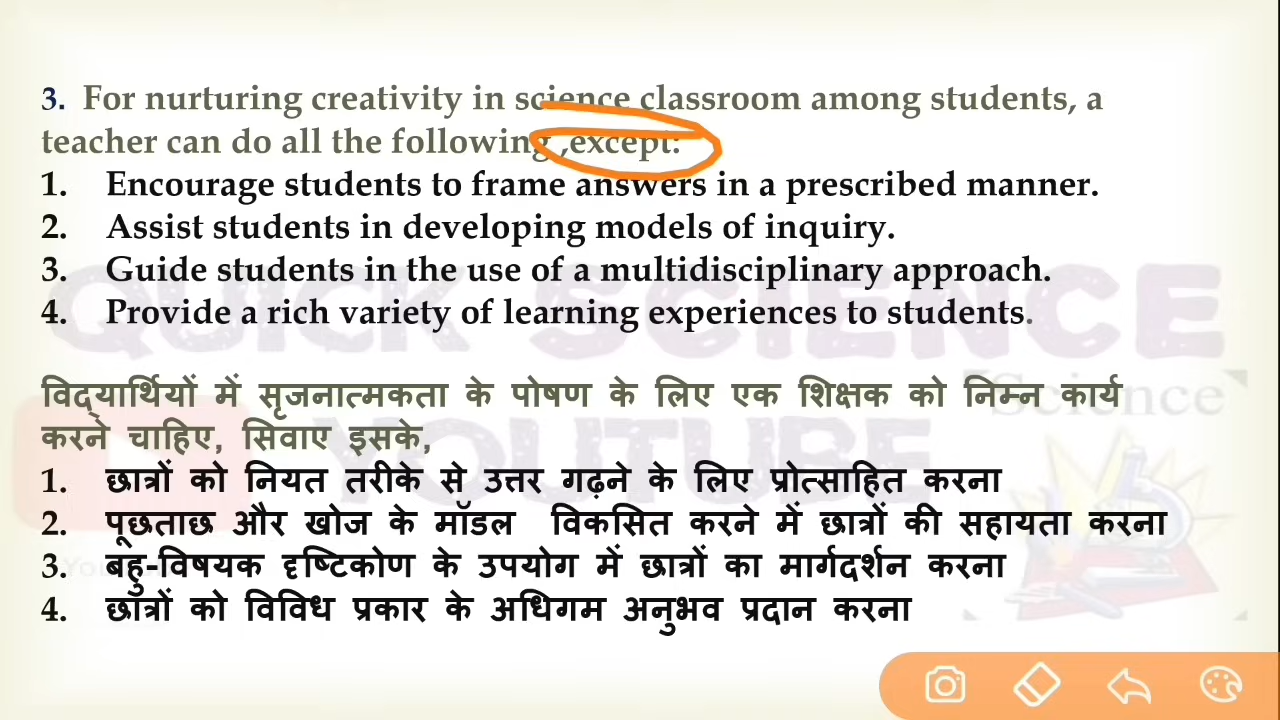 3. For nurturing creativity in science classroom among students, a
teacher can do all the following ,except:
1. Encourage students to frame answers in a prescribed manner.
2. Assist students in developing models of inquiry.
3. Guide students in the use of a multidisciplinary approach.
4. Provide a rich variety of learning experiences to students.
QUICK SCIENCE
विद्यार्थियों में सृजनात्मकता के पोषण के लिए एक शिक्षक को निम्न कार्य
Science
करने चाहिए, सिवाए इसके,
YOUTUBE
1. छात्रों को नियत तरीके से उत्तर गढ़ने के लिए प्रोत्साहित करना
2. पूछताछ और खोज के मॉडल विकसित करने में छात्रों की सहायता करना
3. बहु-विषयक दृष्टिकोण के उपयोग में छात्रों का मार्गदर्शन करना
4. छात्रों को विविध प्रकार के अधिगम अनुभव प्रदान करना